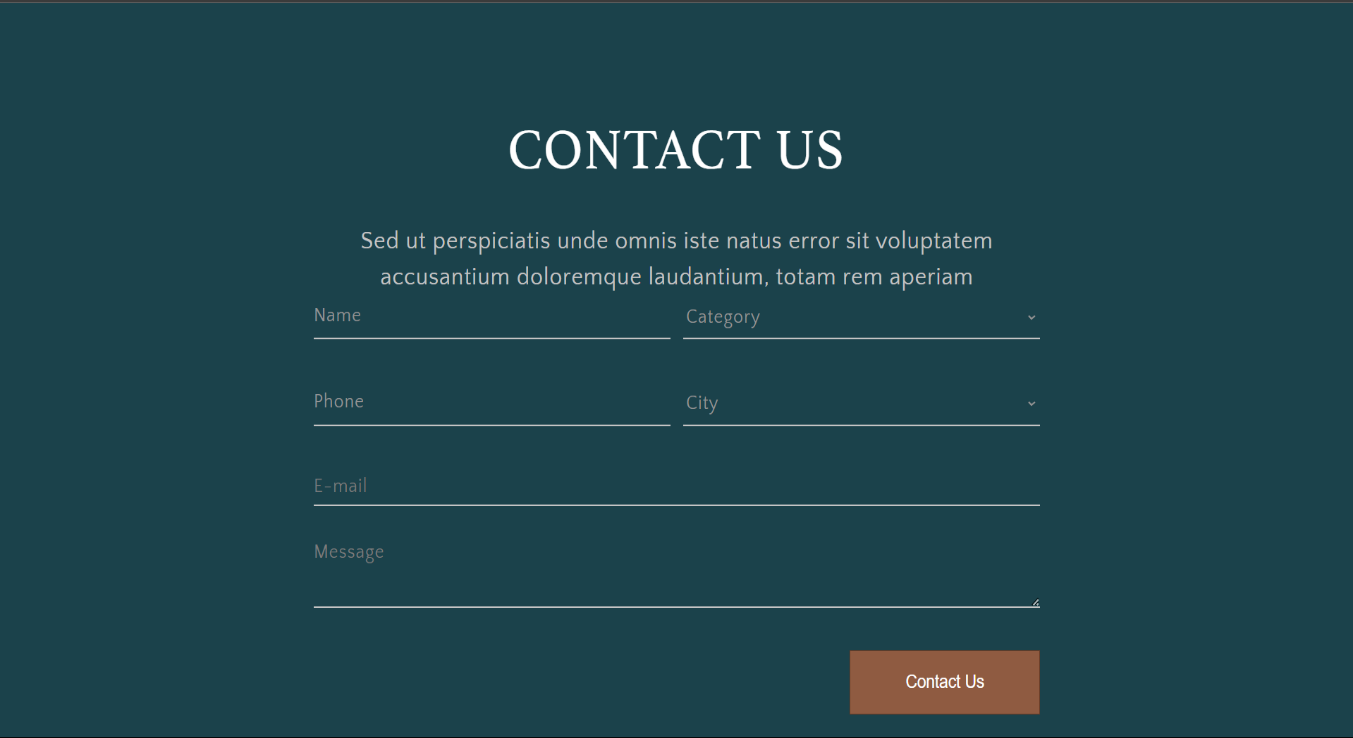 CONTACT US
Sed ut perspiciatis unde omnis iste natus error sit voluptatem
accusantium doloremque laudantium, totam rem aperiam
Name
Category
Phone
City
E-mail
Message
Contact Us